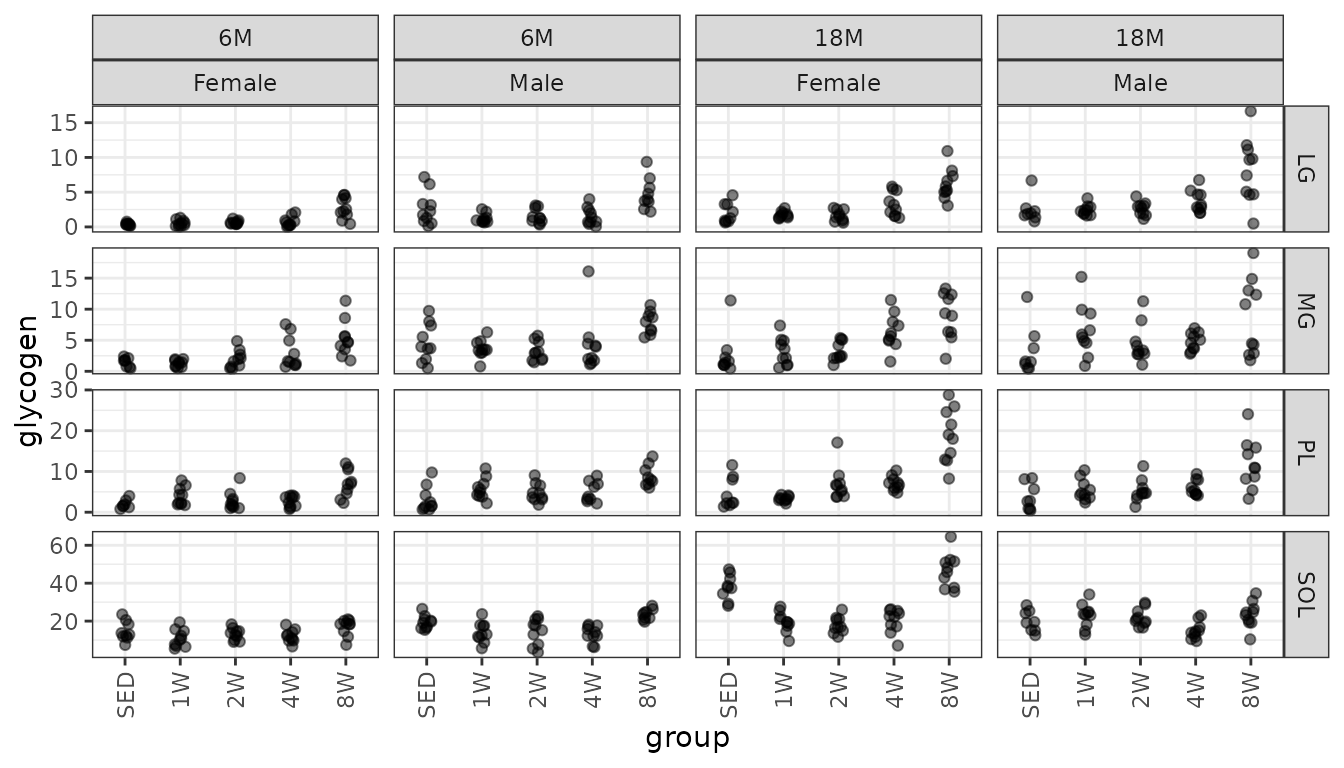 6M 6M 18M 18M
Female Male Female Male
15
10
5
0
LG
15
10
5
0
MG
30
20
10
0
PL
60
40
20
SOL
glycogen
SED 1W 2W 4W 8W SED 1W 2W 4W 8W SED 1W 2W 4W 8W SED 1W 2W 4W 8W
group